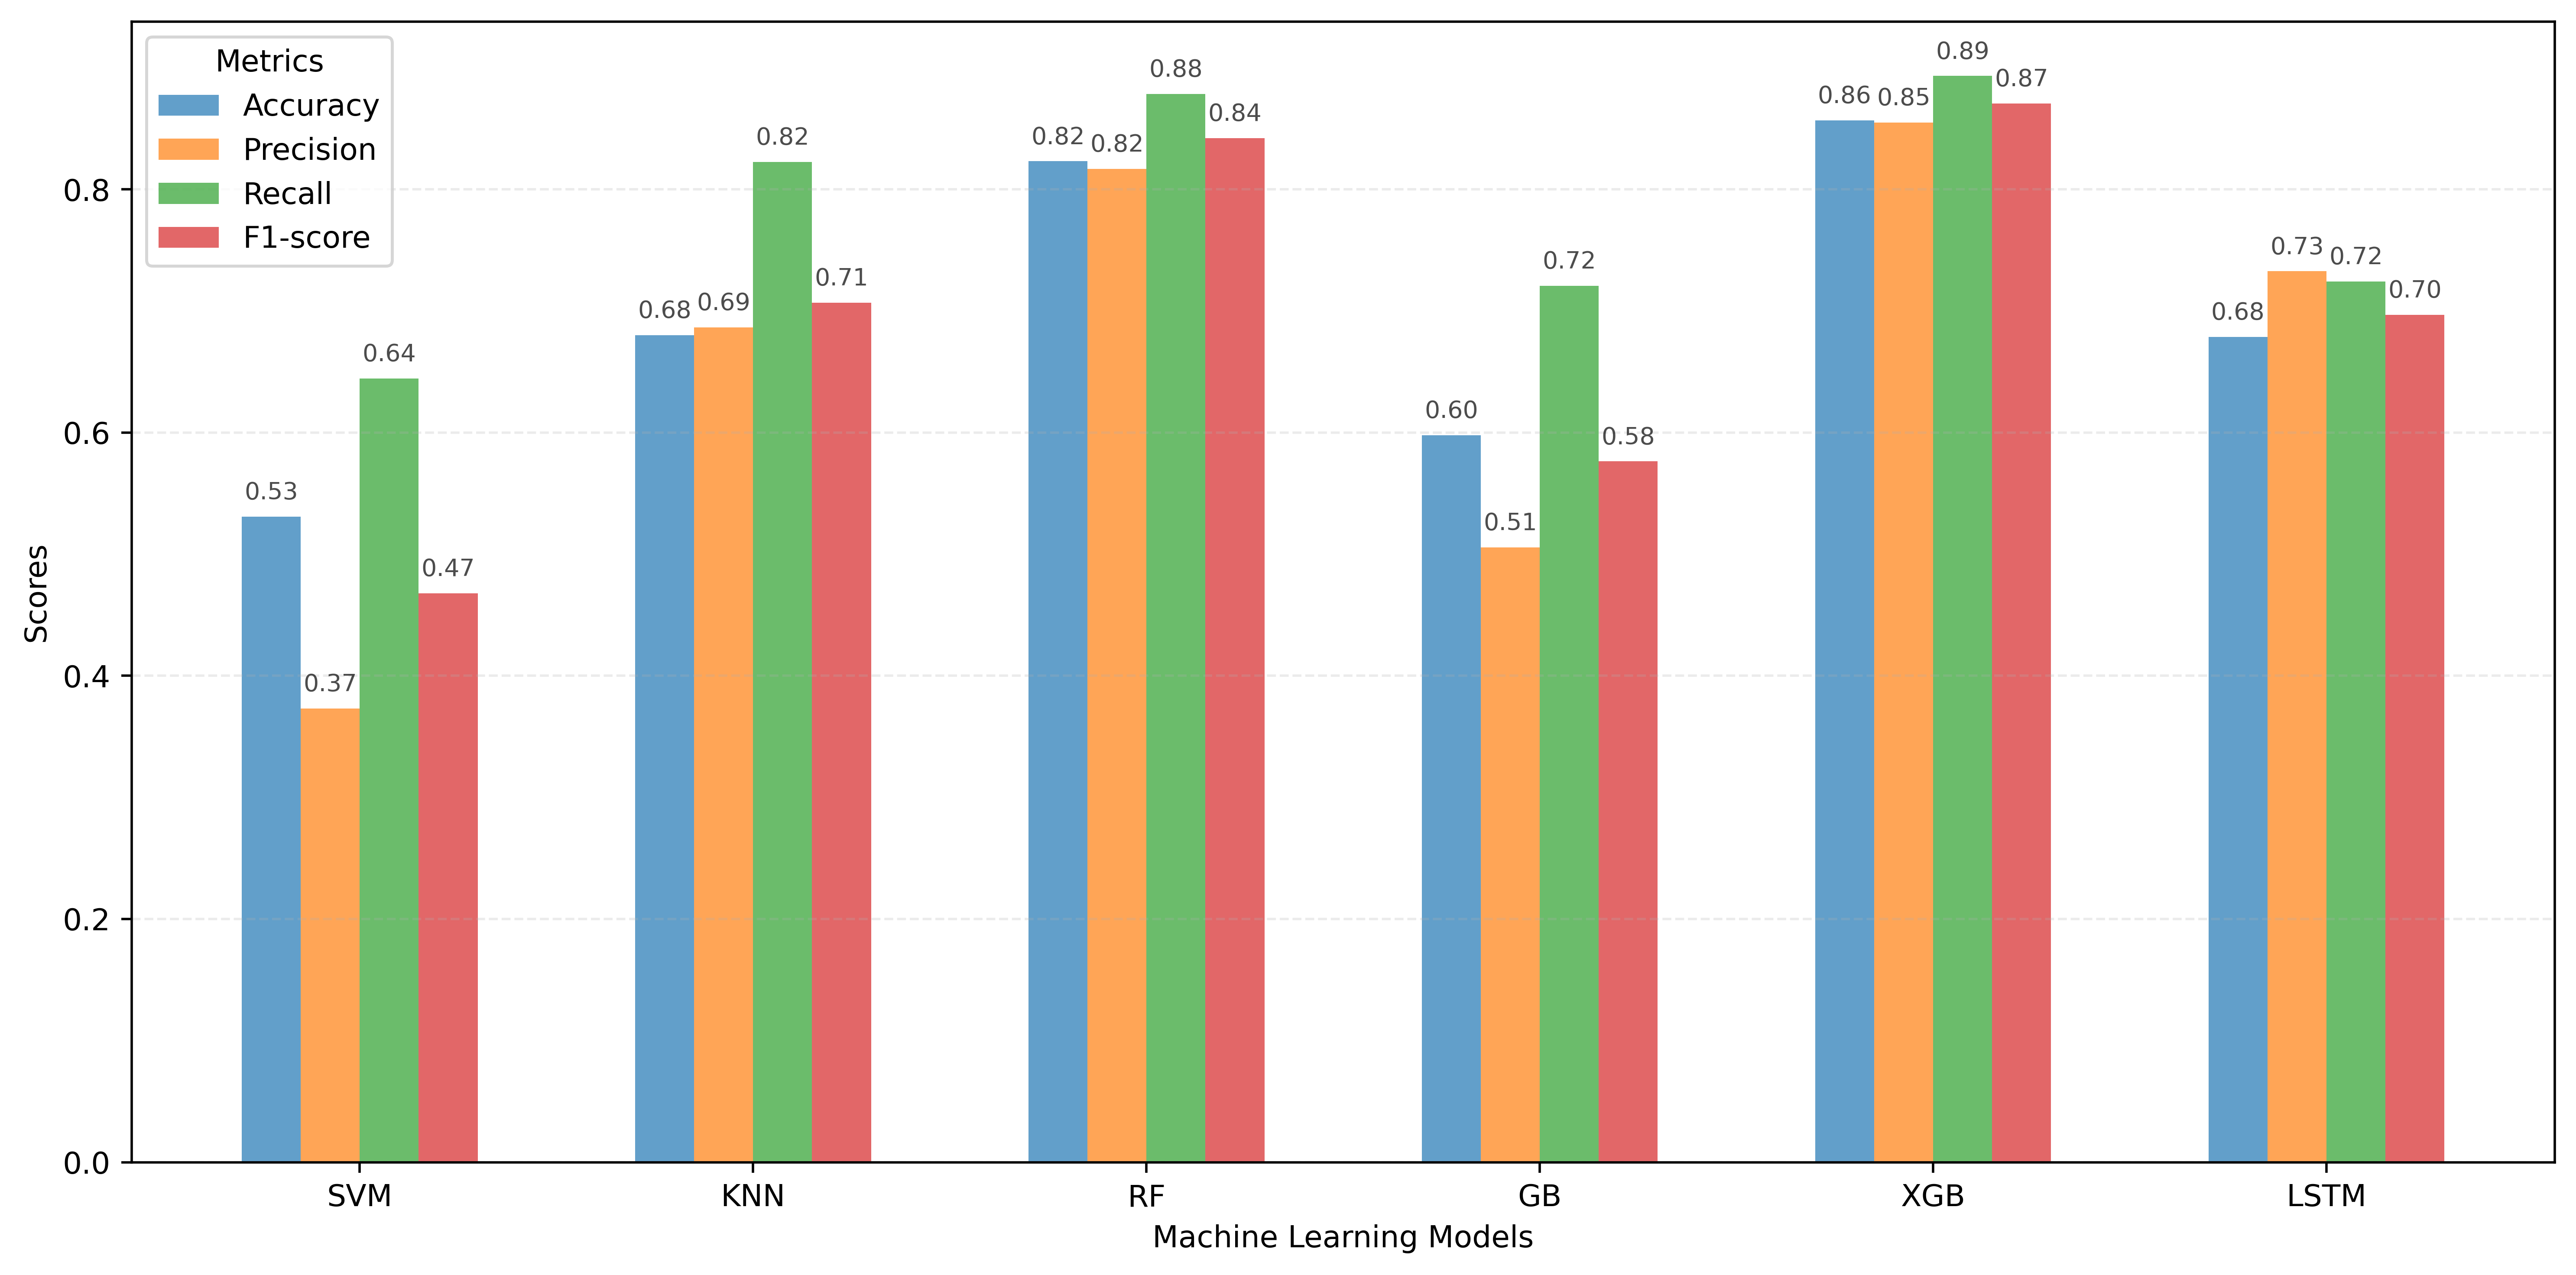 Metrics
Accuracy
Precision
Recall
F1-score
Scores
0.8
0.6
0.4
0.2
0.0
0.53
0.37
0.64
0.47
0.68
0.69
0.82
0.71
0.82
0.82
0.88
0.84
0.60
0.51
0.72
0.58
0.86
0.85
0.89
0.87
0.68
0.73
0.72
0.70
SVM
KNN
RF
GB
XGB
LSTM
Machine Learning Models